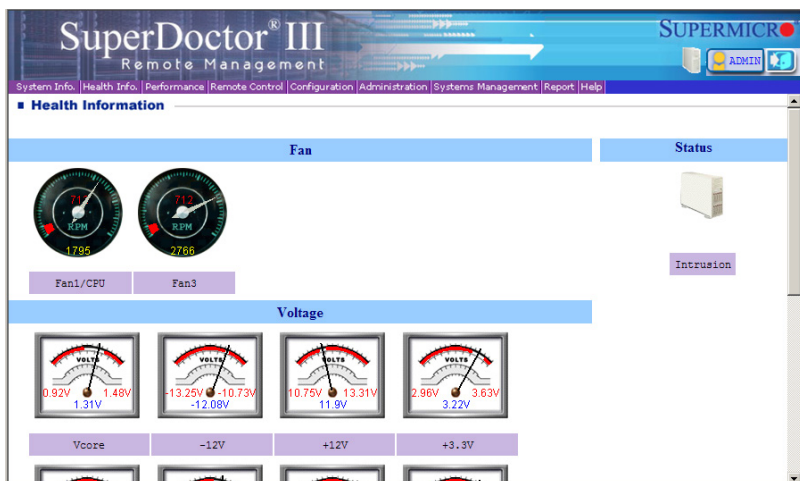 SuperDoctor® III
Remote Management
SUPERMICRO
ADMIN
System Info. Health Info. Performance Remote Control Configuration Administration Systems Management Report Help
Health Information
Fan
Status
712
RPM
2766
RPM
1795
Fan1/CPU
Fan3
Intrusion
Voltage
VOLTS
0.92V 1.48V
1.31V
VOLTS
-13.25V -10.73V
-12.08V
VOLTS
10.75V 13.31V
11.9V
VOLTS
2.96V 3.63V
3.22V
Vcore
-12V
+12V
+3.3V